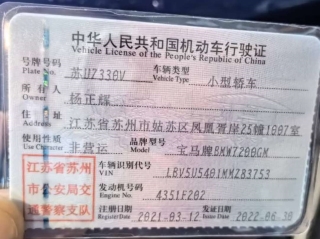 中华人民共和国机动车行驶证
Vehicle License of the People's Republic of China
号牌号码 苏UZ330V 车辆类型 小型轿车
Plate No. Vehicle Type
所有人 杨正辉
Owner
住址 江苏省苏州市姑苏区凤凰胥岸25幢1007室
Address
使用性质 非营运 品牌型号 宝马牌BMW7200GM
Use Character Model
江苏省苏州市公安局交通警察支队
车辆识别代号 LBV5U5401MMZ83753
VIN
发动机号码 4351F202
Engine No.
注册日期 2021-03-12 发证日期 2022-06-30
Register Date Issue Date